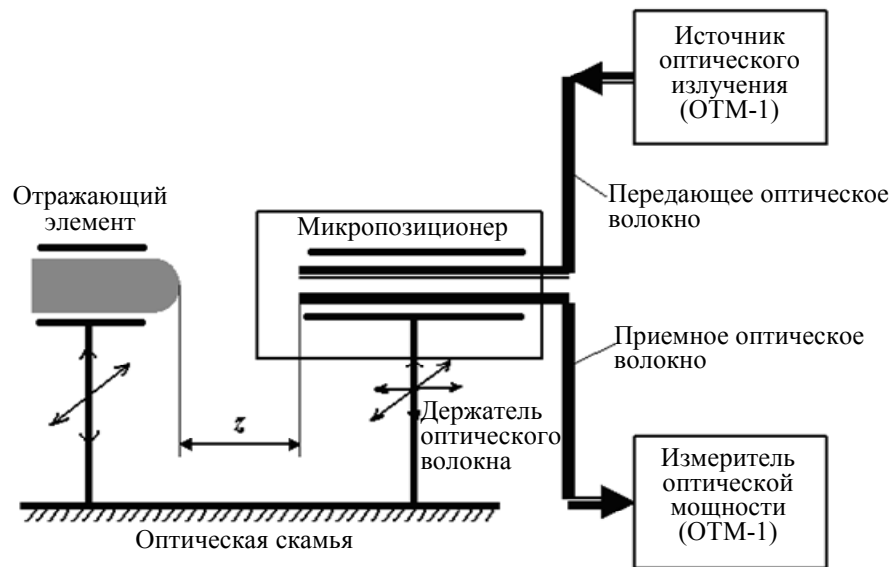 Источник
оптического
излучения
(ОТМ-1)
Передающее оптическое
волокно
Отражающий
элемент
Микропозиционер
Приемное оптическое
волокно
z
Держатель
оптического
волокна
Измеритель
оптической
мощности
(ОТМ-1)
Оптическая скамья